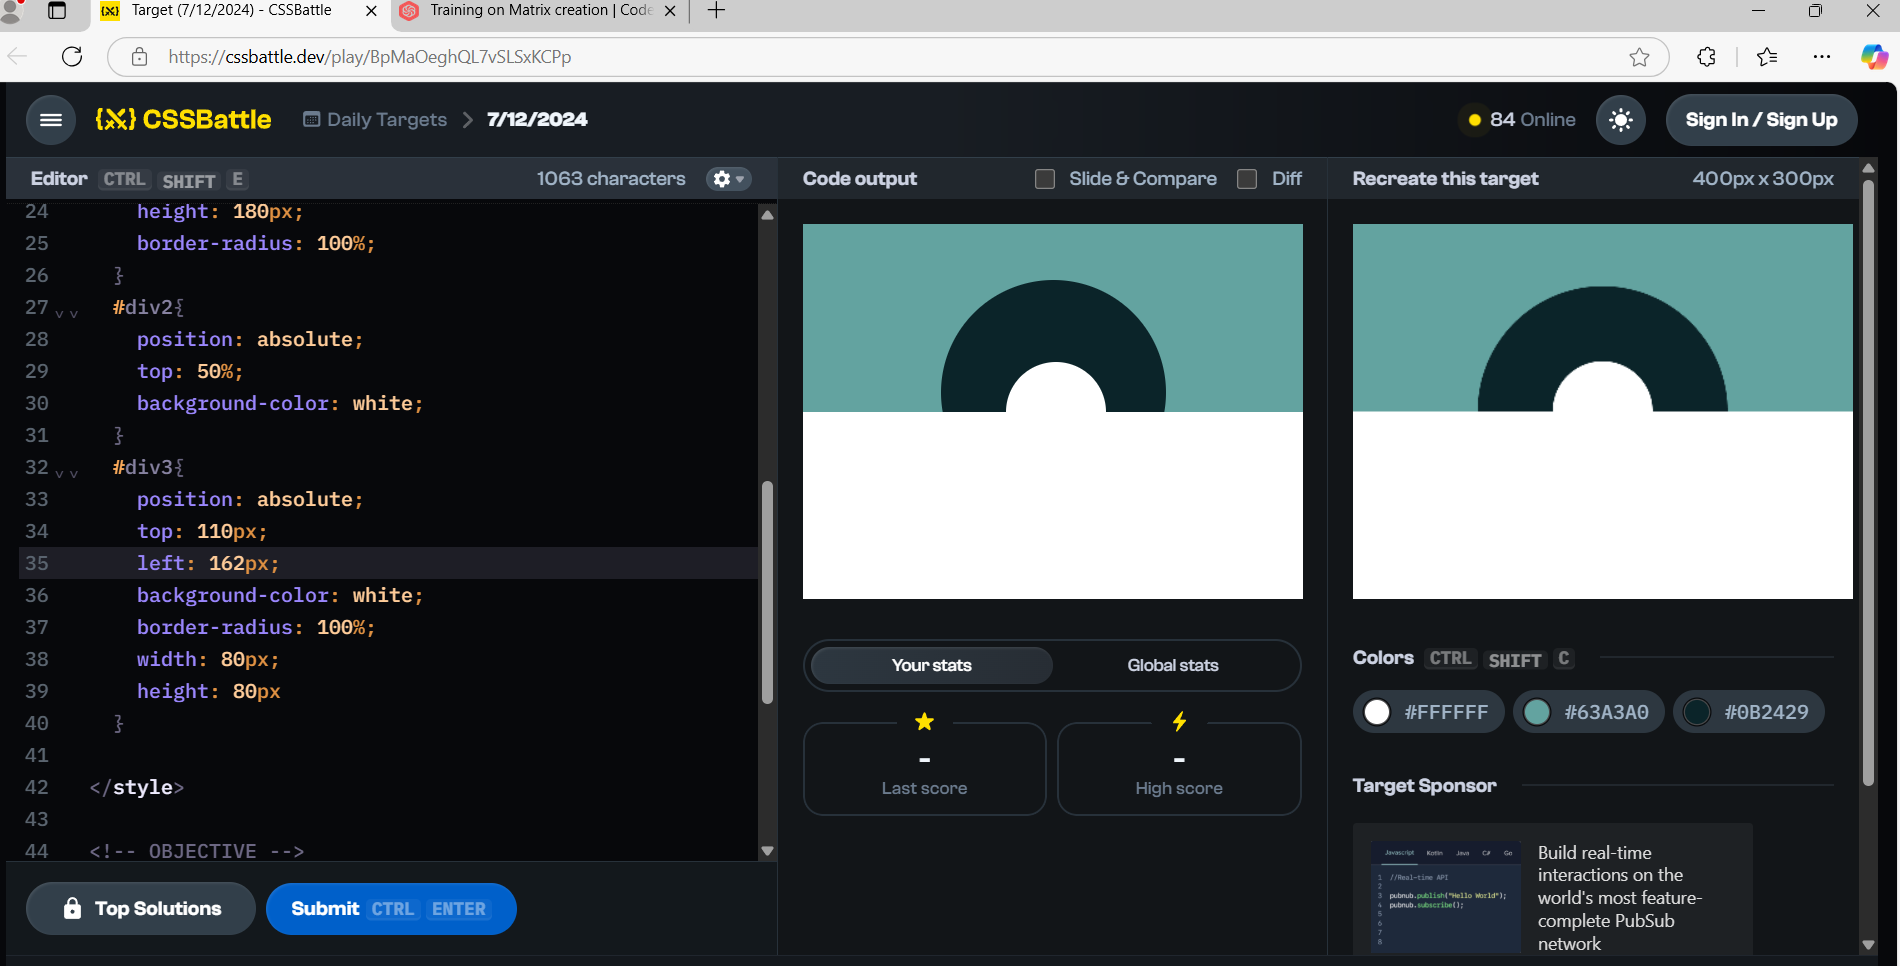 Target (7/12/2024) - CSSBattle
Training on Matrix creation | Code
https://cssbattle.dev/play/BpMaOeghQL7vSLSxKCPp
{X} CSSBattle
Daily Targets > 7/12/2024
84 Online
Sign In / Sign Up
Editor CTRL SHIFT E
1063 characters
Code output
Slide & Compare
Diff
Recreate this target
400px x 300px
24 height: 180px;
25 border-radius: 100%;
26 }
27 #div2{
28 position: absolute;
29 top: 50%;
30 background-color: white;
31 }
32 #div3{
33 position: absolute;
34 top: 110px;
35 left: 162px;
36 background-color: white;
37 border-radius: 100%;
38 width: 80px;
39 height: 80px
40 }
41
42 </style>
43
44 <!-- OBJECTIVE -->
Top Solutions
Submit CTRL ENTER
Your stats
Global stats
-
Last score
-
High score
Colors CTRL SHIFT C
#FFFFFF
#63A3A0
#0B2429
Target Sponsor
Javascript Kotlin Java C# Go
1 //Real-time API
2
3 pubnub.publish("Hello World");
4 pubnub.subscribe();
5
6
7
8
Build real-time
interactions on the
world's most feature-
complete PubSub
network